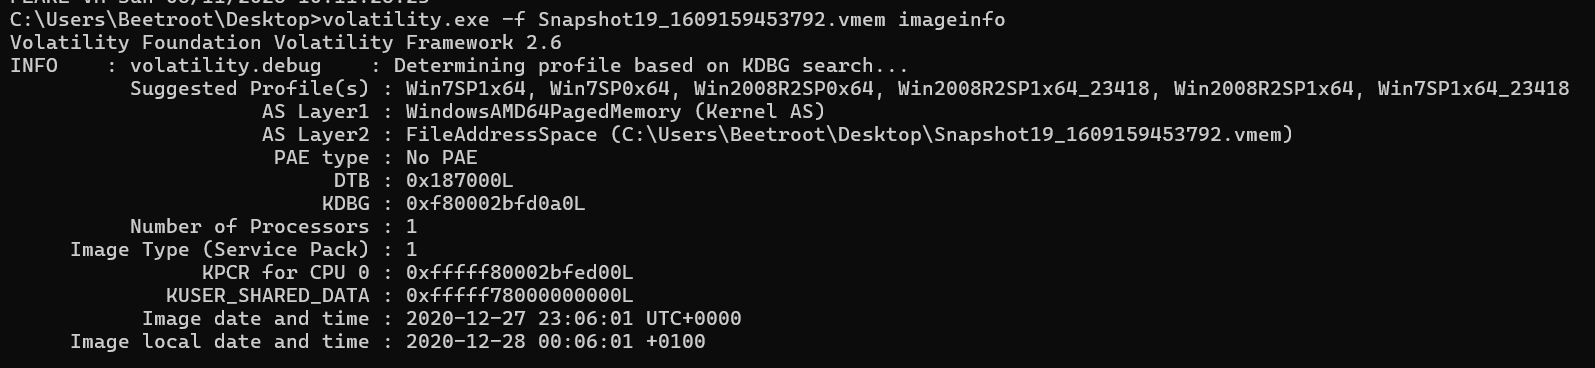 C:\Users\Beetroot\Desktop>volatility.exe -f Snapshot19_1609159453792.vmem imageinfo
Volatility Foundation Volatility Framework 2.6
INFO    : volatility.debug    : Determining profile based on KDBG search...
          Suggested Profile(s) : Win7SP1x64, Win7SP0x64, Win2008R2SP0x64, Win2008R2SP1x64_23418, Win2008R2SP1x64, Win7SP1x64_23418
                     AS Layer1 : WindowsAMD64PagedMemory (Kernel AS)
                     AS Layer2 : FileAddressSpace (C:\Users\Beetroot\Desktop\Snapshot19_1609159453792.vmem)
                      PAE type : No PAE
                           DTB : 0x187000L
                          KDBG : 0xf80002bfd0a0L
          Number of Processors : 1
     Image Type (Service Pack) : 1
                KPCR for CPU 0 : 0xfffff80002bfed00L
             KUSER_SHARED_DATA : 0xfffff78000000000L
           Image date and time : 2020-12-27 23:06:01 UTC+0000
     Image local date and time : 2020-12-28 00:06:01 +0100